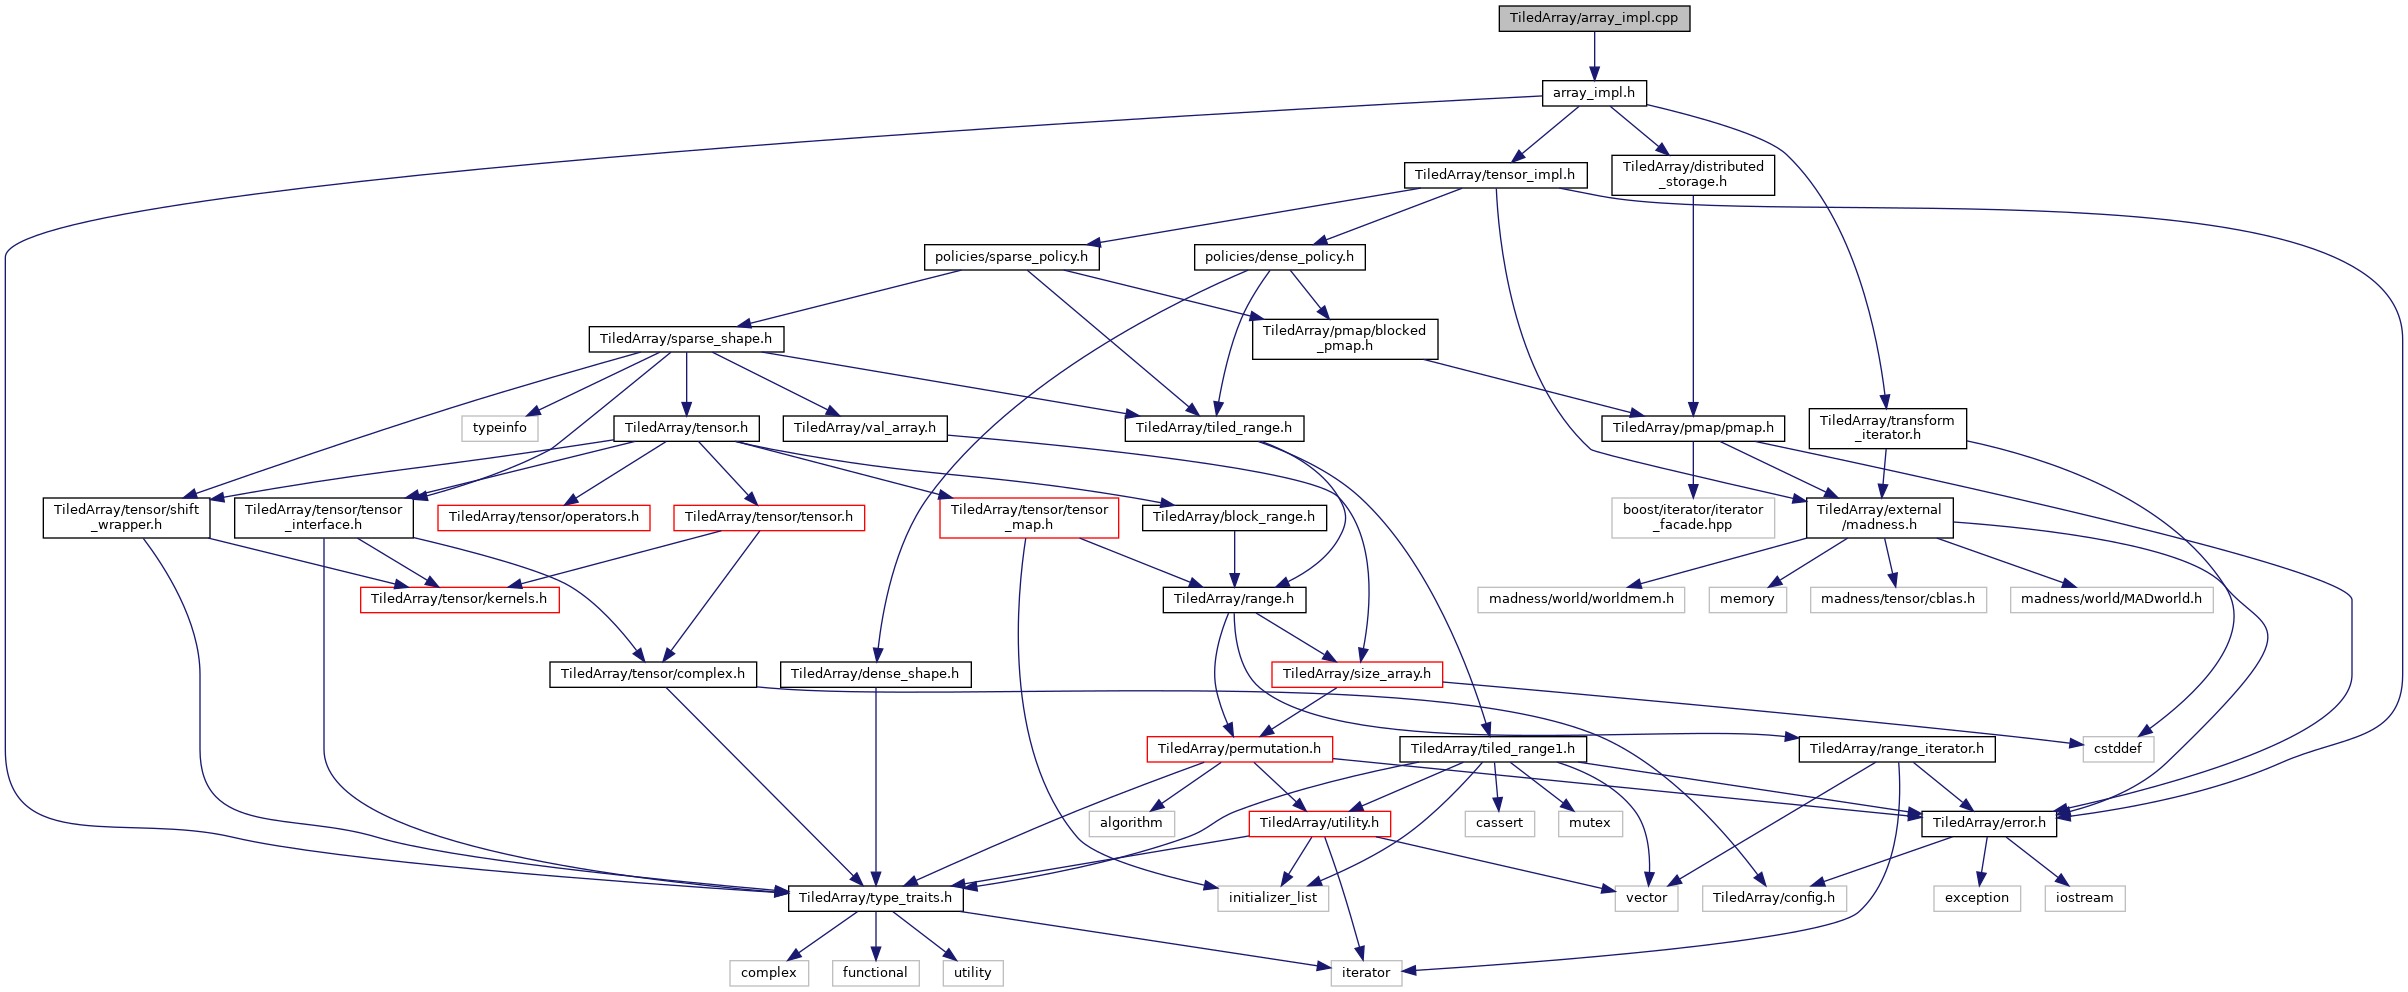 TiledArray/array_impl.cpp
array_impl.h
TiledArray/tensor_impl.h
TiledArray/distributed
_storage.h
policies/sparse_policy.h
policies/dense_policy.h
TiledArray/sparse_shape.h
TiledArray/pmap/blocked
_pmap.h
typeinfo
TiledArray/tensor.h
TiledArray/val_array.h
TiledArray/tiled_range.h
TiledArray/pmap/pmap.h
TiledArray/transform
_iterator.h
TiledArray/tensor/shift
_wrapper.h
TiledArray/tensor/tensor
_interface.h
TiledArray/tensor/operators.h
TiledArray/tensor/tensor.h
TiledArray/tensor/tensor
_map.h
TiledArray/block_range.h
boost/iterator/iterator
_facade.hpp
TiledArray/external
/madness.h
TiledArray/tensor/kernels.h
TiledArray/range.h
madness/world/worldmem.h
memory
madness/tensor/cblas.h
madness/world/MADworld.h
TiledArray/tensor/complex.h
TiledArray/dense_shape.h
TiledArray/size_array.h
TiledArray/permutation.h
TiledArray/tiled_range1.h
TiledArray/range_iterator.h
cstddef
algorithm
TiledArray/utility.h
cassert
mutex
TiledArray/error.h
TiledArray/type_traits.h
initializer_list
vector
TiledArray/config.h
exception
iostream
complex
functional
utility
iterator